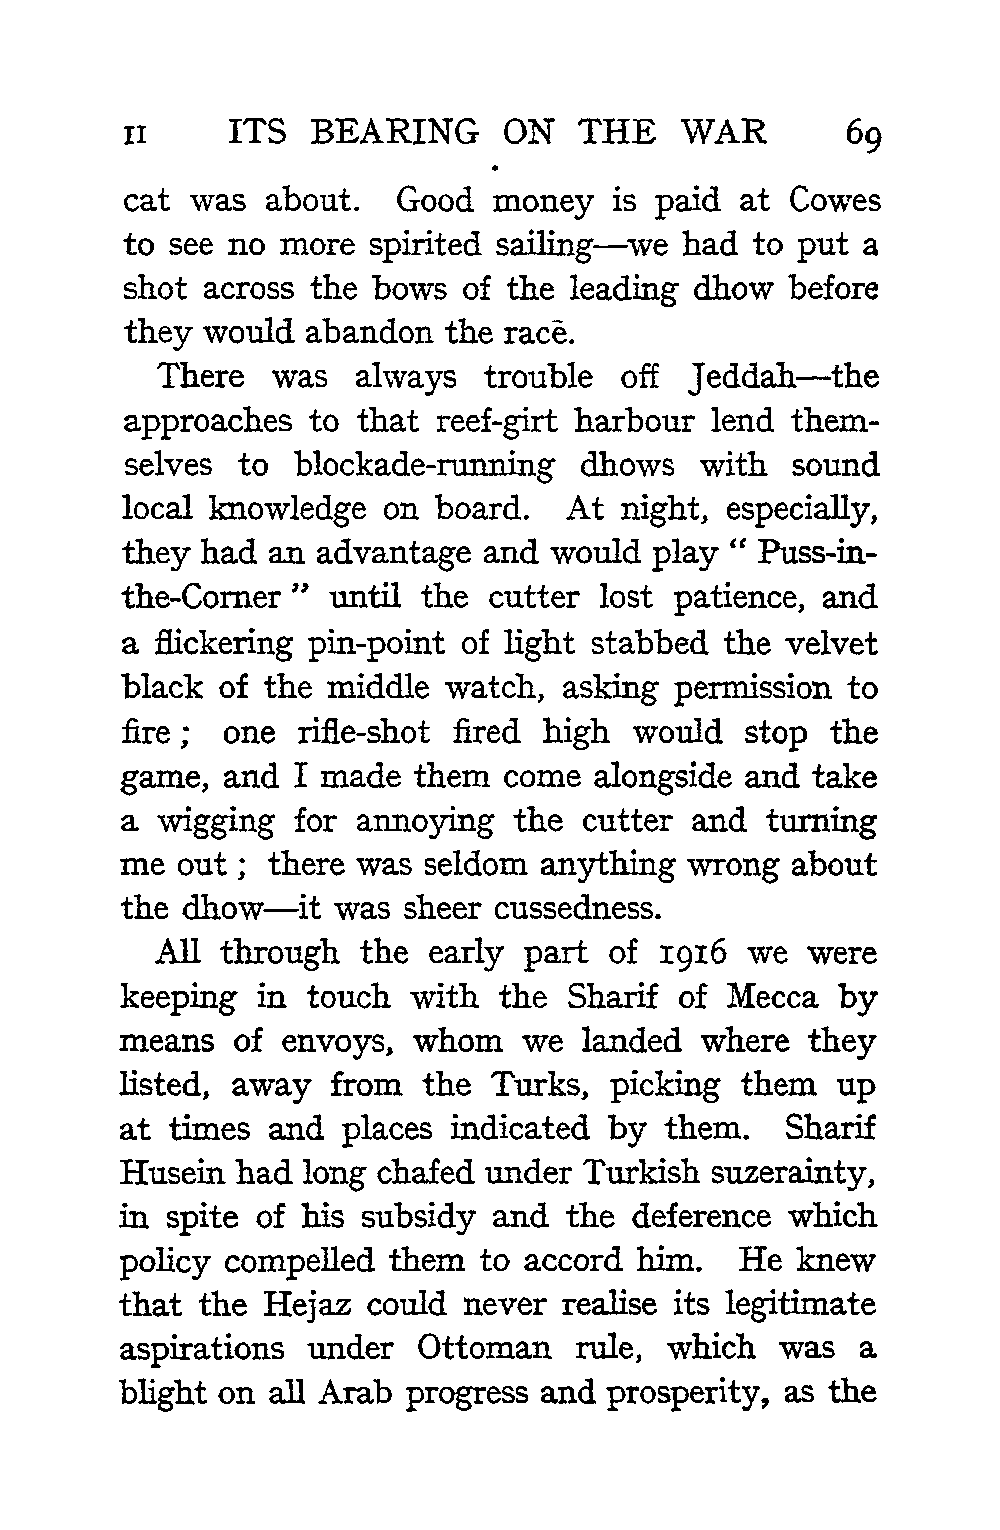 II ITS BEARING ON THE WAR 69
cat was about. Good money is paid at Cowes
to see no more spirited sailing—we had to put a
shot across the bows of the leading dhow before
they would abandon the race.
There was always trouble off Jeddah—the
approaches to that reef-girt harbour lend them-
selves to blockade-running dhows with sound
local knowledge on board. At night, especially,
they had an advantage and would play “ Puss-in-
the-Corner ” until the cutter lost patience, and
a flickering pin-point of light stabbed the velvet
black of the middle watch, asking permission to
fire ; one rifle-shot fired high would stop the
game, and I made them come alongside and take
a wigging for annoying the cutter and turning
me out ; there was seldom anything wrong about
the dhow—it was sheer cussedness.
All through the early part of 1916 we were
keeping in touch with the Sharif of Mecca by
means of envoys, whom we landed where they
listed, away from the Turks, picking them up
at times and places indicated by them. Sharif
Husein had long chafed under Turkish suzerainty,
in spite of his subsidy and the deference which
policy compelled them to accord him. He knew
that the Hejaz could never realise its legitimate
aspirations under Ottoman rule, which was a
blight on all Arab progress and prosperity, as the